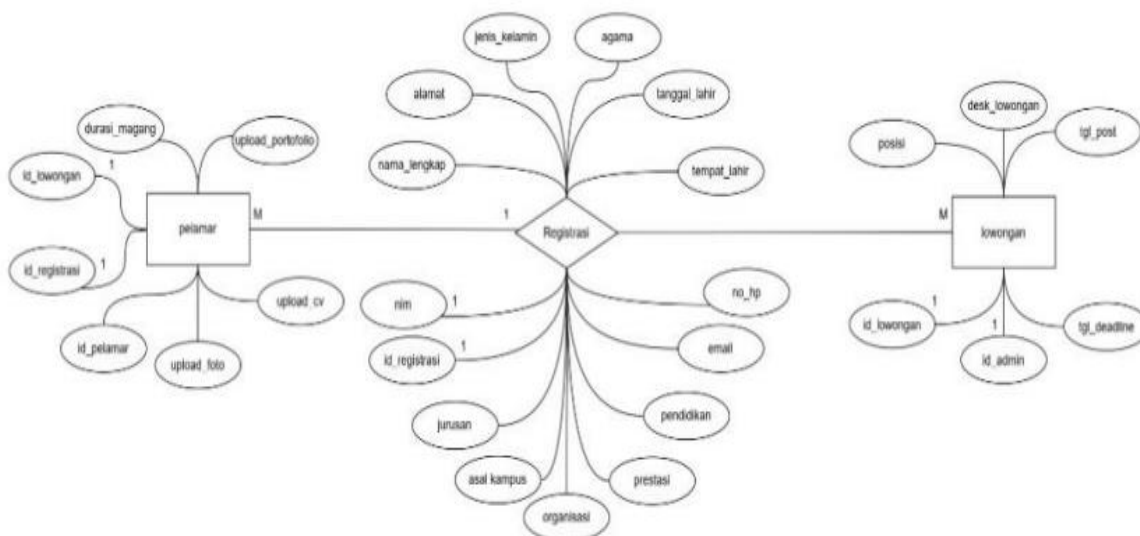 jenis_kelamin
agama
alamat
tanggal_lahir
desk_lowongan
durasi_magang
upload_portofolio
posisi
tgl_post
1
id_lowongan
nama_lengkap
tempat_lahir
M
1
M
pelamar
Registrasi
lowongan
id_registrasi
1
upload_cv
nim
1
no_hp
1
id_lowongan
1
tgl_deadline
id_pelamar
upload_foto
id_registrasi
1
email
id_admin
jurusan
pendidikan
asal kampus
prestasi
organisasi